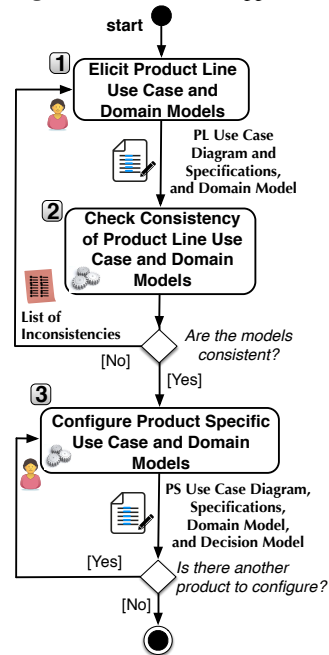 start
1
Elicit Product Line
Use Case and
Domain Models
PL Use Case
Diagram and
Specifications,
and Domain Model
2
Check Consistency
of Product Line Use
Case and Domain
Models
List of
Inconsistencies
Are the models
consistent?
[No]
[Yes]
3
Configure Product Specific
Use Case and Domain
Models
PS Use Case Diagram,
Specifications,
Domain Model,
and Decision Model
[Yes]
Is there another
product to configure?
[No]